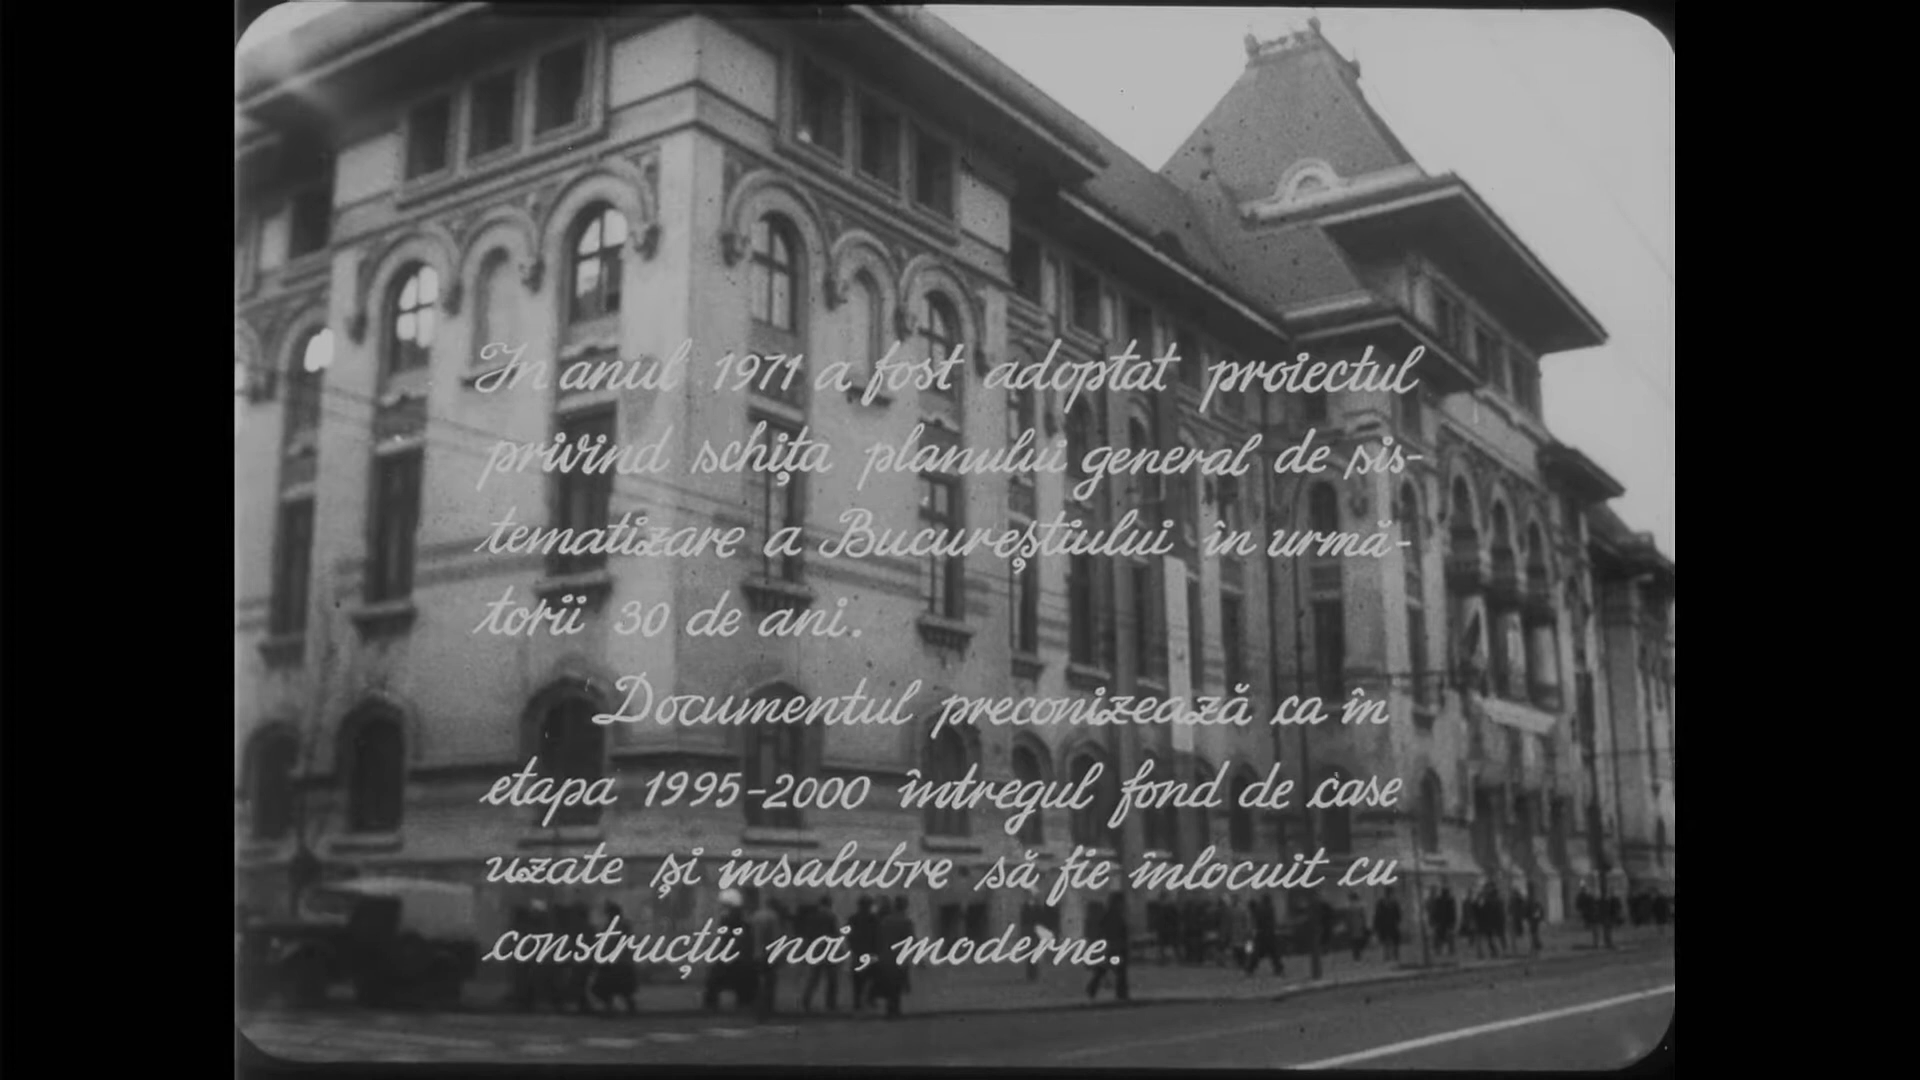 In anul 1971 a fost adoptat proiectul
privind schița planului general de sis-
tematizare a Bucureștiului în urmă-
torii 30 de ani.
Documentul preconizează ca în
etapa 1995-2000 întregul fond de case
uzate și insalubre să fie înlocuit cu
construcții noi, moderne.